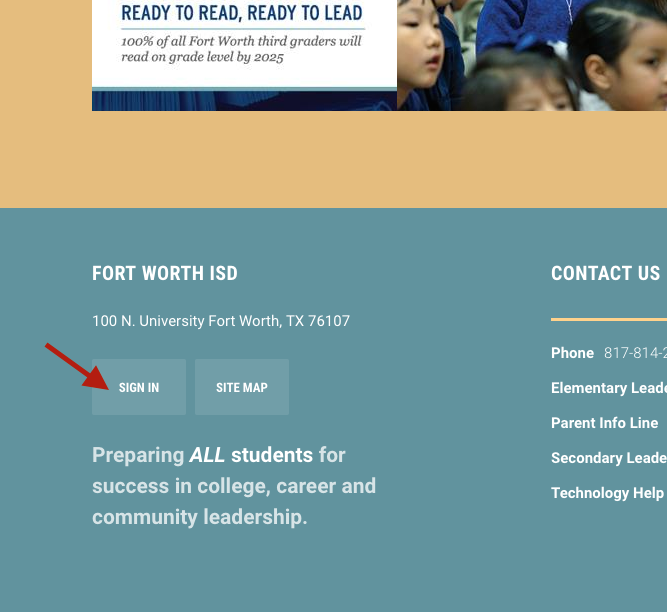 READY TO READ, READY TO LEAD
100% of all Fort Worth third graders will
read on grade level by 2025
FORT WORTH ISD
100 N. University Fort Worth, TX 76107
SIGN IN
SITE MAP
Preparing ALL students for
success in college, career and
community leadership.
CONTACT US
Phone 817-814-2
Elementary Leade
Parent Info Line
Secondary Leade
Technology Help